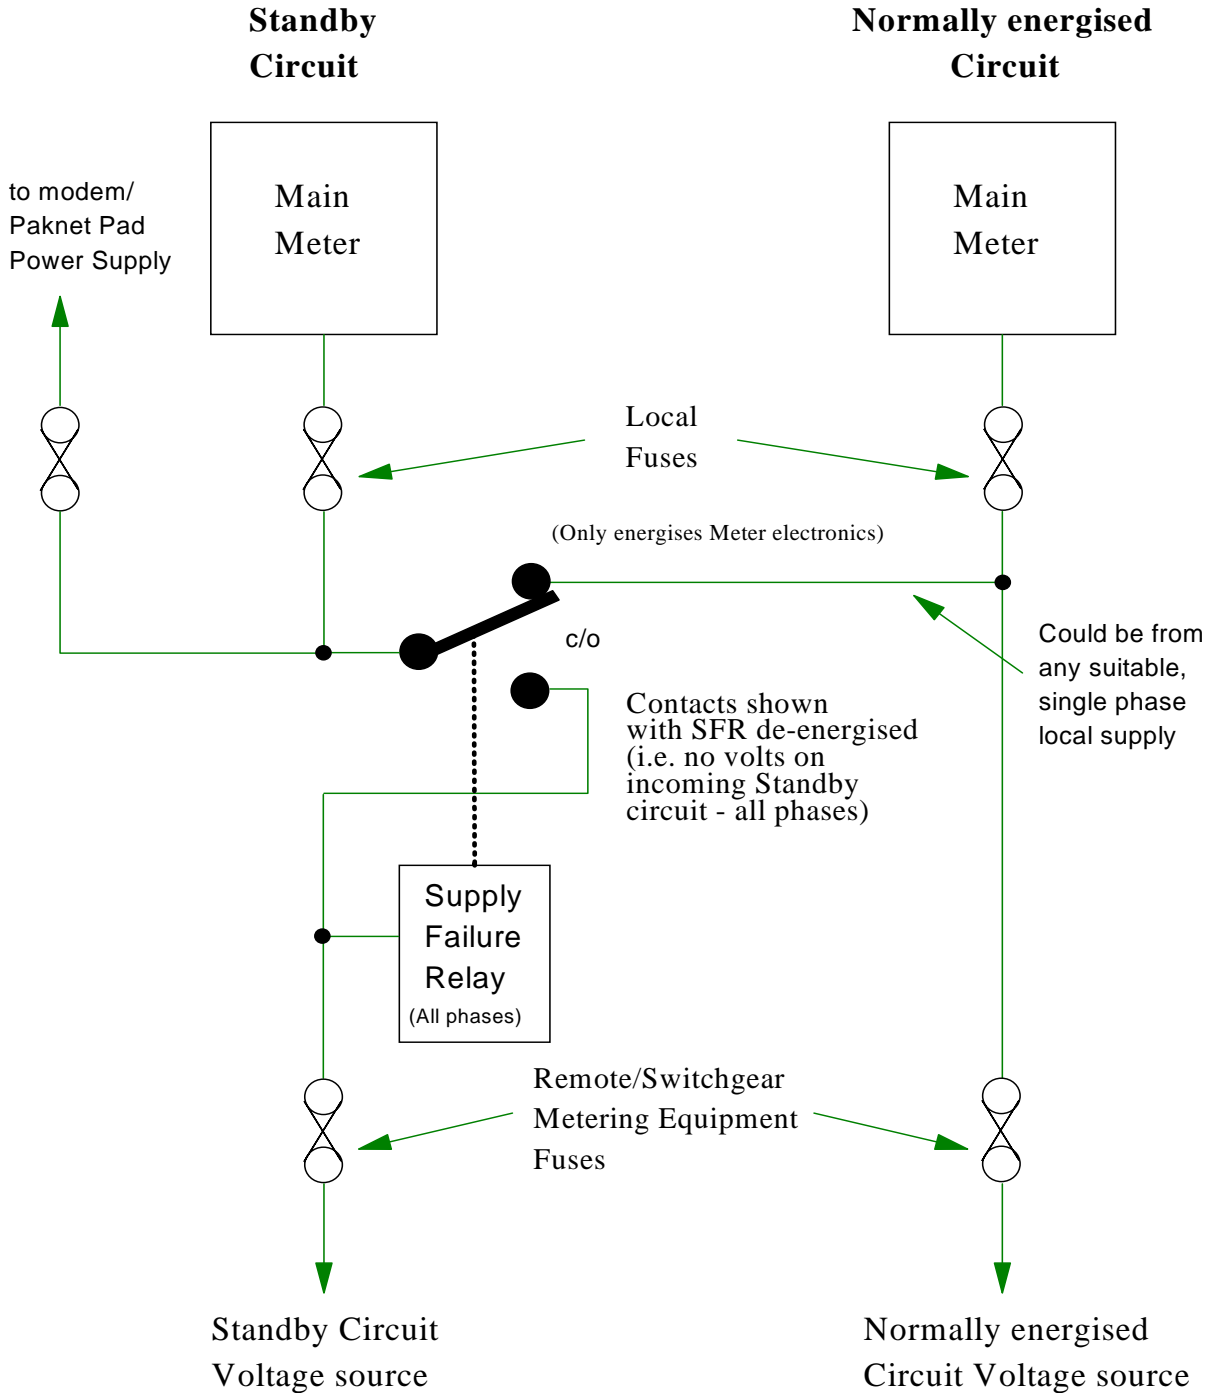 Standby
Circuit
Normally energised
Circuit
to modem/
Paknet Pad
Power Supply
Main
Meter
Main
Meter
Local
Fuses
(Only energises Meter electronics)
c/o
Could be from
any suitable,
single phase
local supply
Contacts shown
with SFR de-energised
(i.e. no volts on
incoming Standby
circuit - all phases)
Supply
Failure
Relay
(All phases)
Remote/Switchgear
Metering Equipment
Fuses
Standby Circuit
Voltage source
Normally energised
Circuit Voltage source